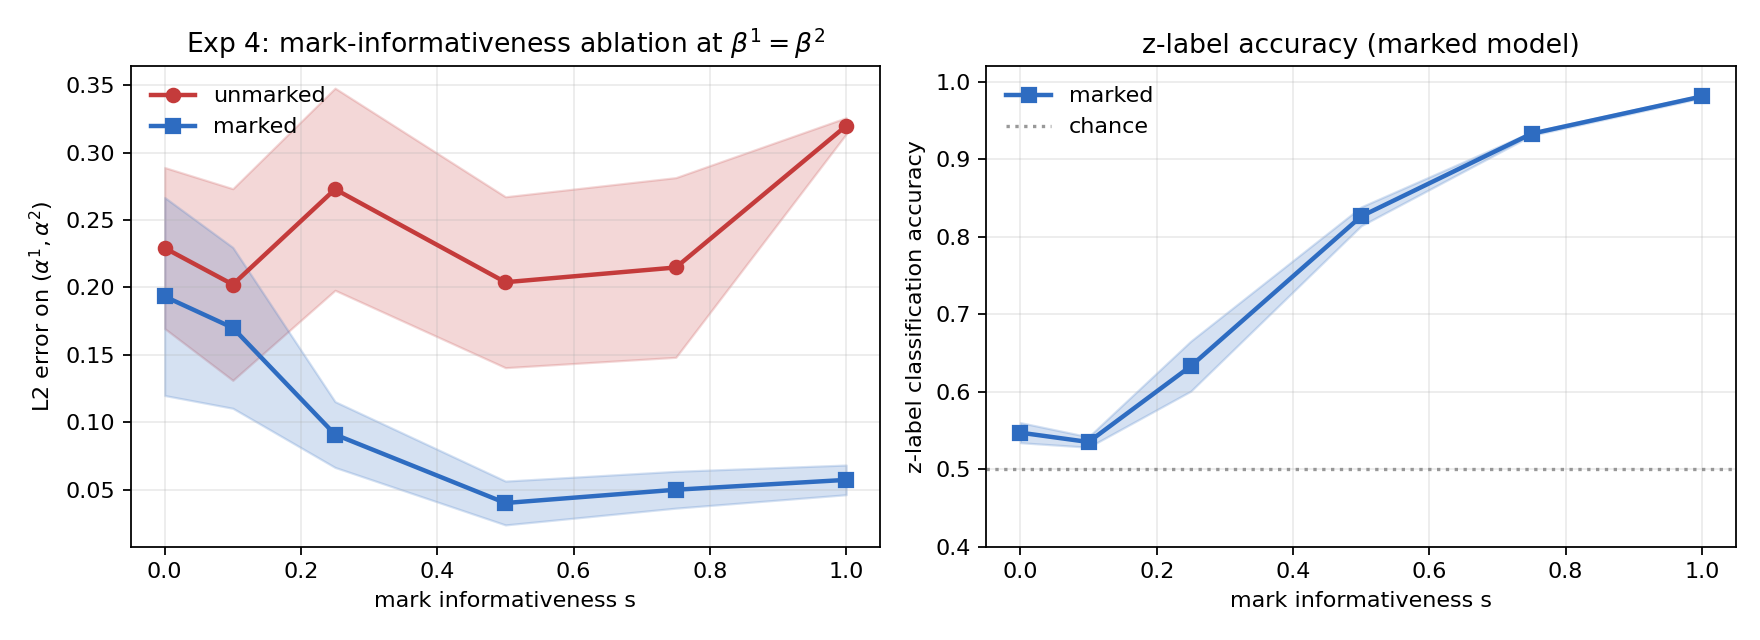 Exp 4: mark-informativeness ablation at β¹ = β²
0.35
0.30
0.25
0.20
0.15
0.10
0.05
L2 error on (α¹, α²)
unmarked
marked
0.0 0.2 0.4 0.6 0.8 1.0
mark informativeness s
z-label accuracy (marked model)
1.0
0.9
0.8
0.7
0.6
0.5
0.4
z-label classification accuracy
marked
chance
0.0 0.2 0.4 0.6 0.8 1.0
mark informativeness s